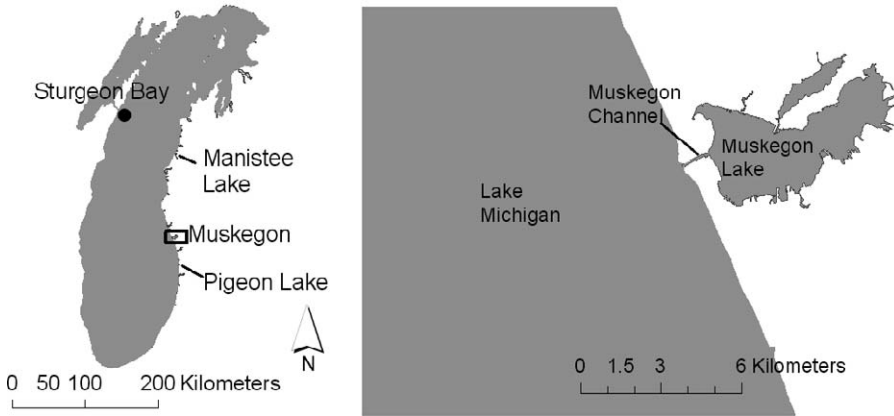 Sturgeon Bay
Manistee
Lake
Muskegon
Pigeon Lake
N
0 50 100 200 Kilometers
Muskegon
Channel
Muskegon
Lake
Lake
Michigan
0 1.5 3 6 Kilometers